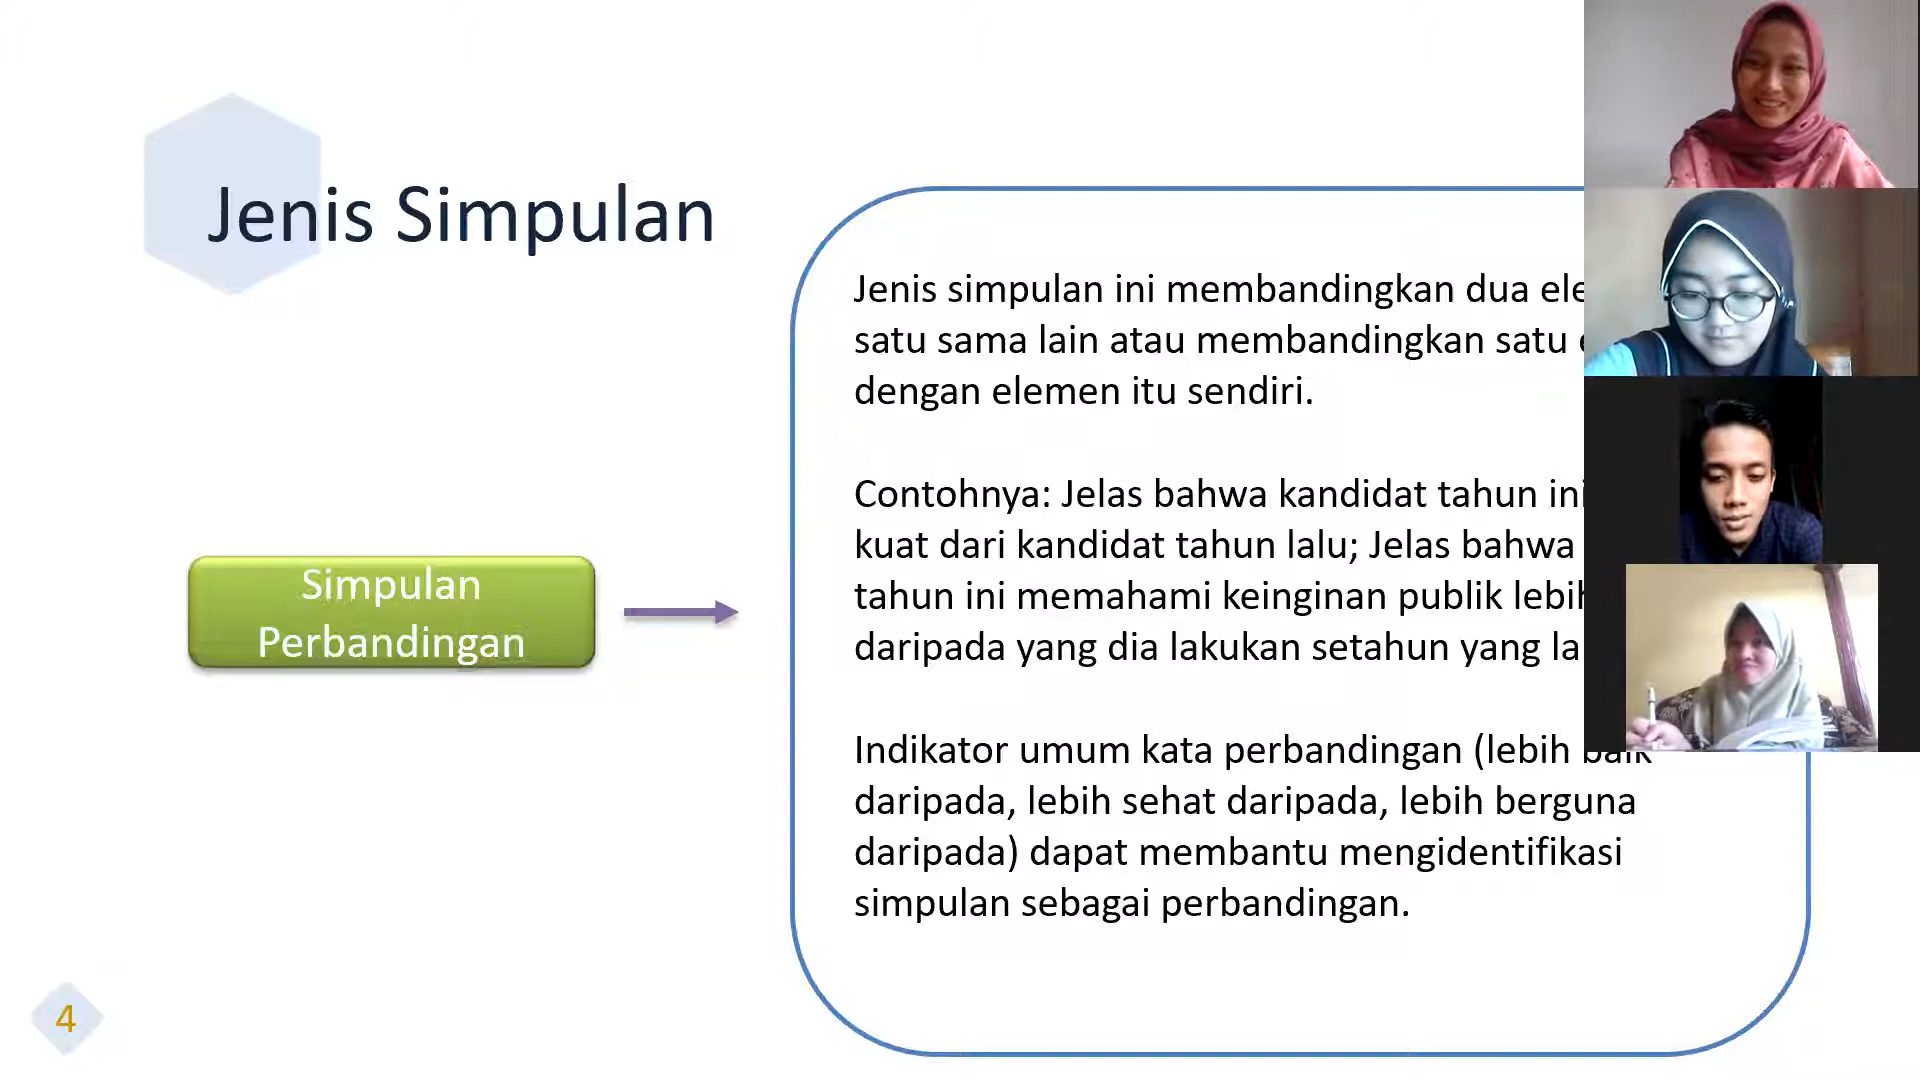 Jenis Simpulan
Simpulan
Perbandingan
Jenis simpulan ini membandingkan dua
satu sama lain atau membandingkan satu
dengan elemen itu sendiri.
Contohnya: Jelas bahwa kandidat tahun ini
kuat dari kandidat tahun lalu; Jelas bahwa
tahun ini memahami keinginan publik lebih
daripada yang dia lakukan setahun yang
Indikator umum kata perbandingan (lebih baik
daripada, lebih sehat daripada, lebih berguna
daripada) dapat membantu mengidentifikasi
simpulan sebagai perbandingan.
4